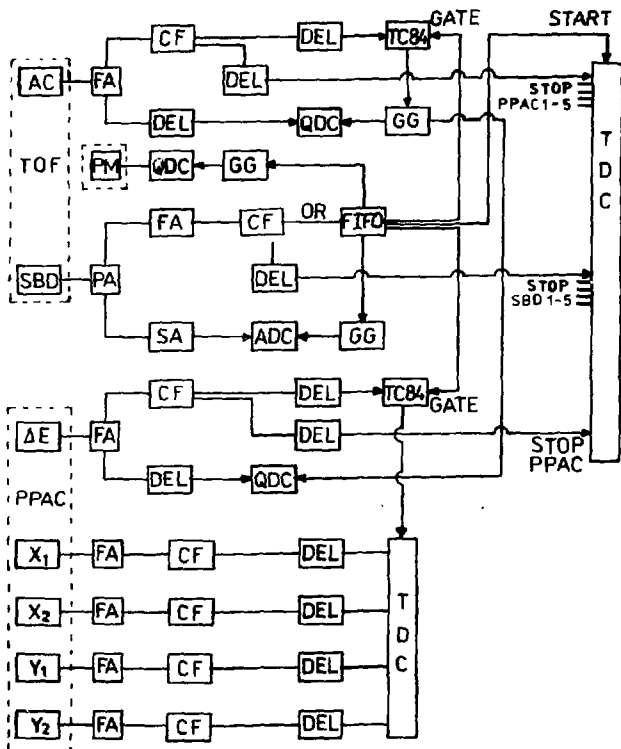 GATE START
CF DEL TC84
AC FA DEL STOP
PPAC1-5
DEL QDC GG
TOF PM QDC GG TDC
FA CF OR FIFO
SBD PA DEL STOP
SBD1-5
SA ADC GG
CF DEL TC84
GATE
ΔE FA DEL STOP
PPAC
DEL QDC
PPAC
X1 FA CF DEL
X2 FA CF DEL TDC
Y1 FA CF DEL
Y2 FA CF DEL